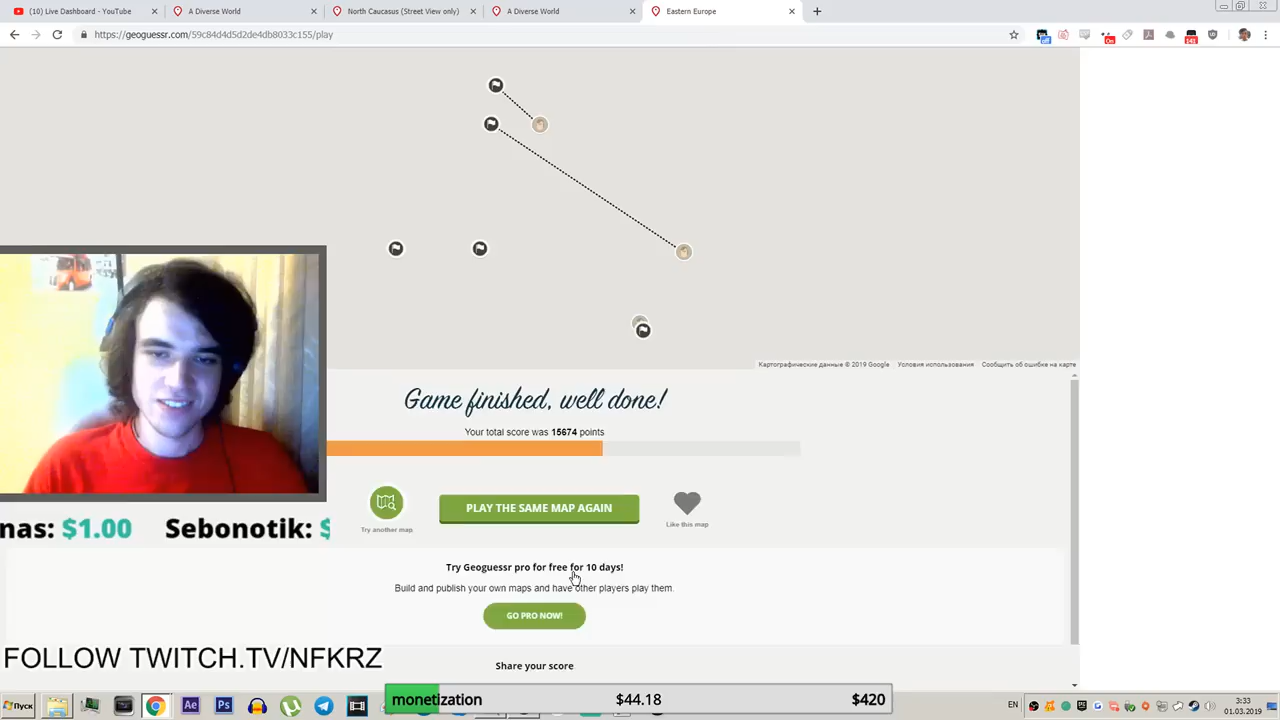 (10) Live Dashboard - YouTube
A Diverse World
North Caucasus (Street View only)
A Diverse World
Eastern Europe
https://geoguessr.com/59c84d4d5d2de4db8033c155/play
Картографические данные © 2019 Google
Условия использования
Сообщить об ошибке на карте
Game finished, well done!
Your total score was 15674 points
PLAY THE SAME MAP AGAIN
Try another map
Like this map
nas: $1.00 Sebonotik: $
Try Geoguessr pro for free for 10 days!
Build and publish your own maps and have other players play them.
GO PRO NOW!
FOLLOW TWITCH.TV/NFKRZ
Share your score
Пуск
Ae
Ps
monetization $44.18 $420
EN
3:33
01.03.2019